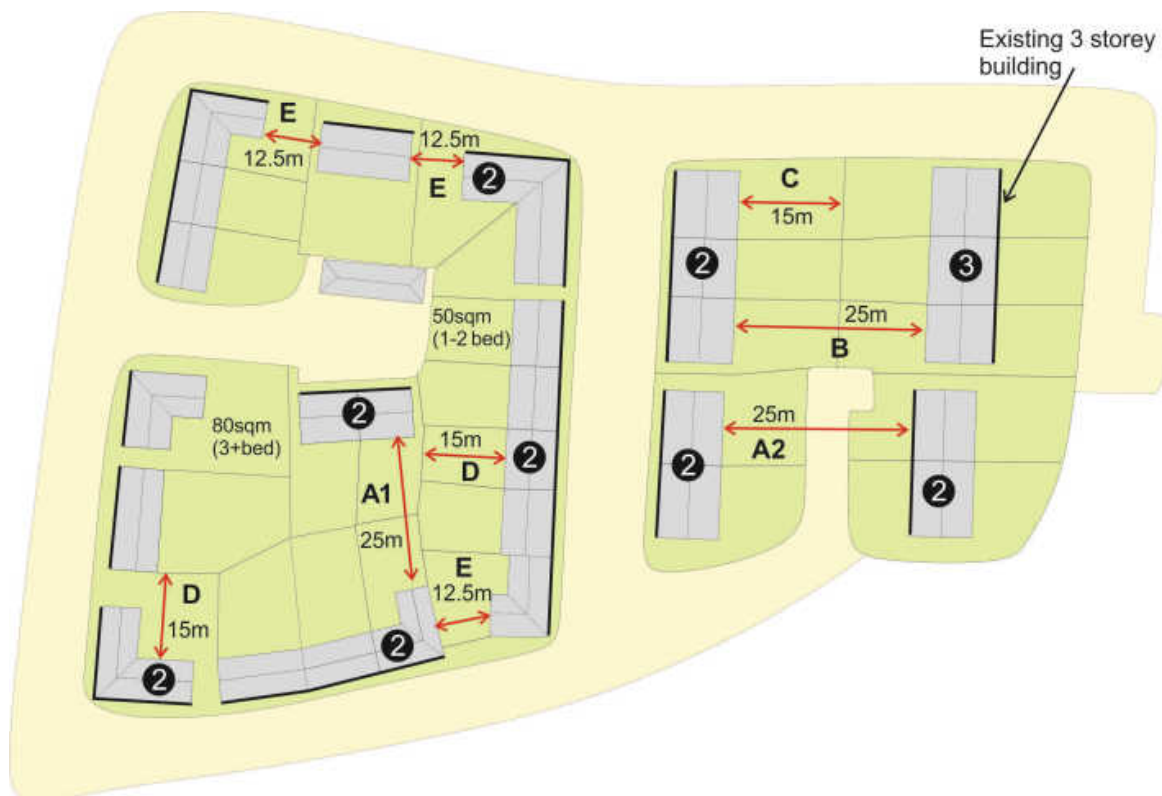 Existing 3 storey
building
E
12.5m
12.5m
E
2
C
15m
2
3
50sqm
(1-2 bed)
25m
B
80sqm
(3+bed)
2
25m
A2
15m
D
2
2
2
A1
25m
E
12.5m
D
15m
2
2